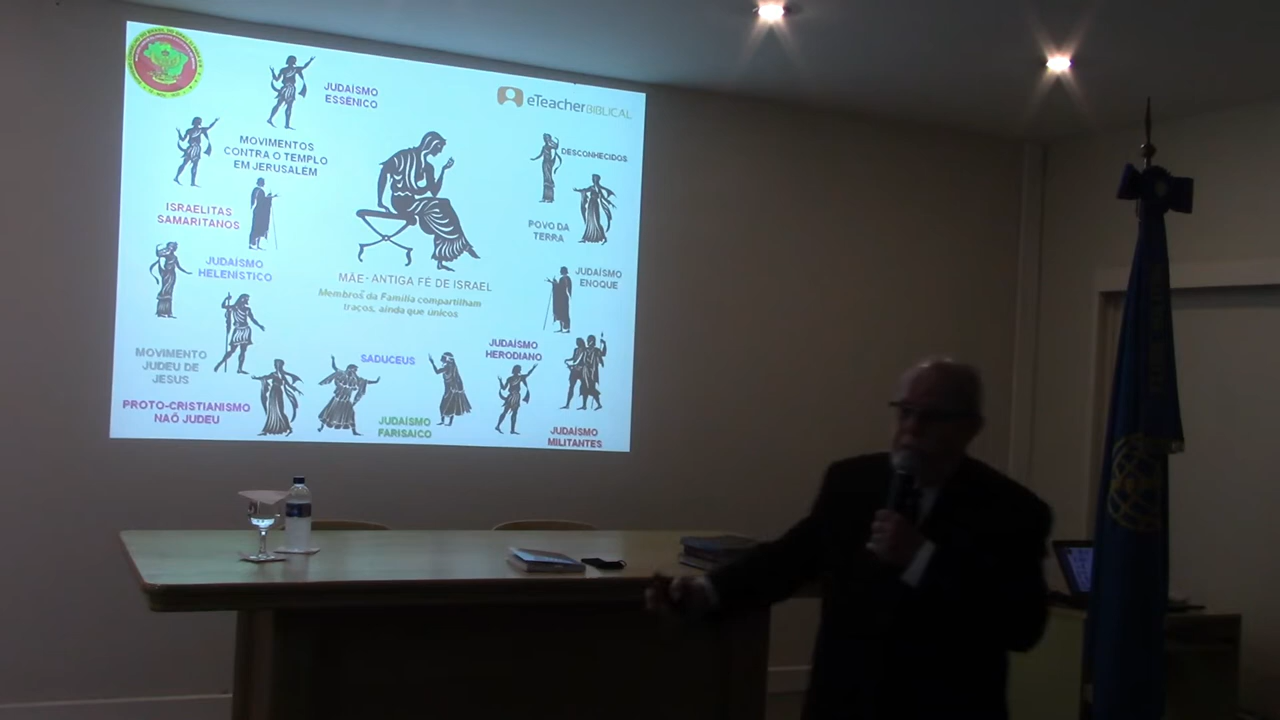 JUDAÍSMO
ESSÊNICO
eTeacherBIBLICAL
MOVIMENTOS
CONTRA O TEMPLO
EM JERUSALÉM
DESCONHECIDOS
ISRAELITAS
SAMARITANOS
POVO DA
TERRA
JUDAÍSMO
HELENÍSTICO
MÃE - ANTIGA FÉ DE ISRAEL
Membros da Família compartilham
traços, ainda que únicos
JUDAÍSMO
ENOQUE
MOVIMENTO
JUDEU DE
JESUS
SADUCEUS
JUDAÍSMO
HERODIANO
PROTO-CRISTIANISMO
NAÕ JUDEU
JUDAÍSMO
FARISAICO
JUDAÍSMO
MILITANTES